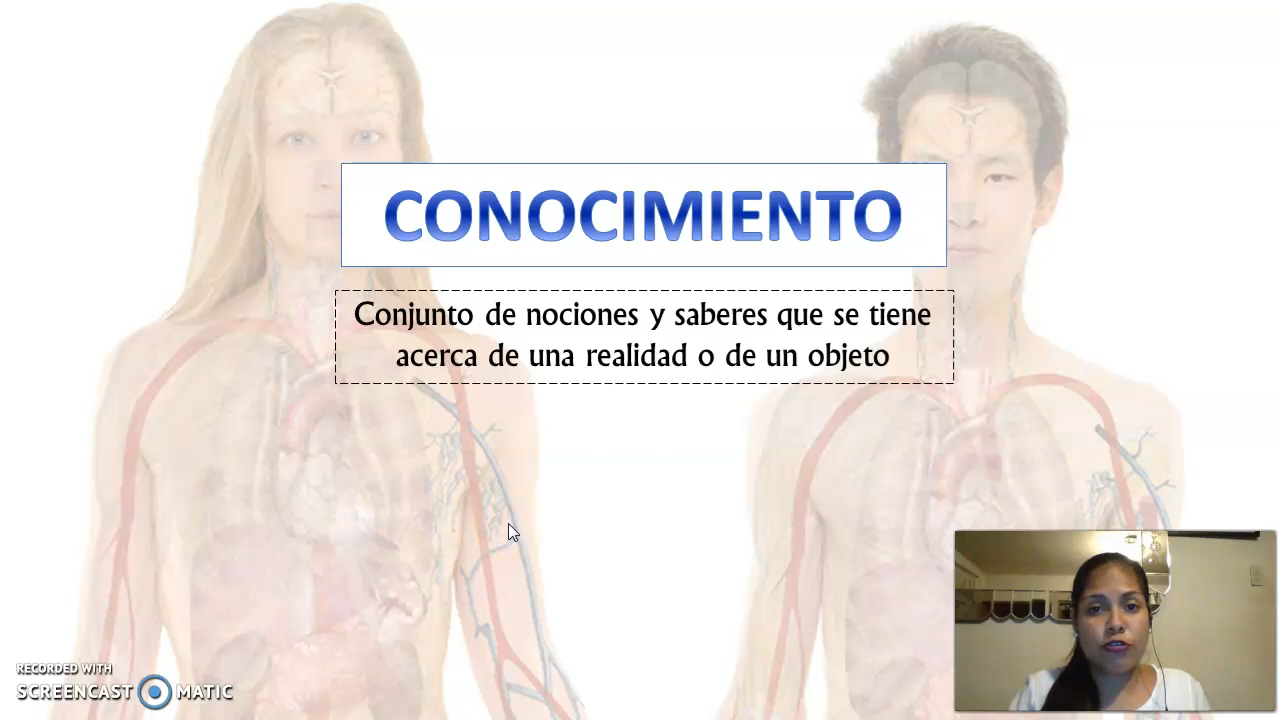 CONOCIMIENTO
Conjunto de nociones y saberes que se tiene
acerca de una realidad o de un objeto
RECORDED WITH
SCREENCAST MATIC